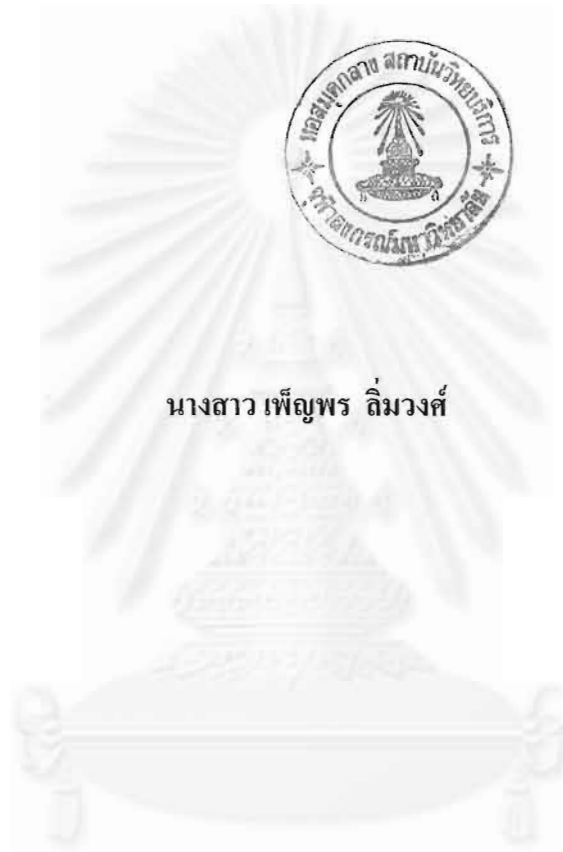 หอสมุดกลาง สถาบันวิทยบริการ
จุฬาลงกรณ์มหาวิทยาลัย
นางสาว เพ็ญพร ลิ่มวงศ์